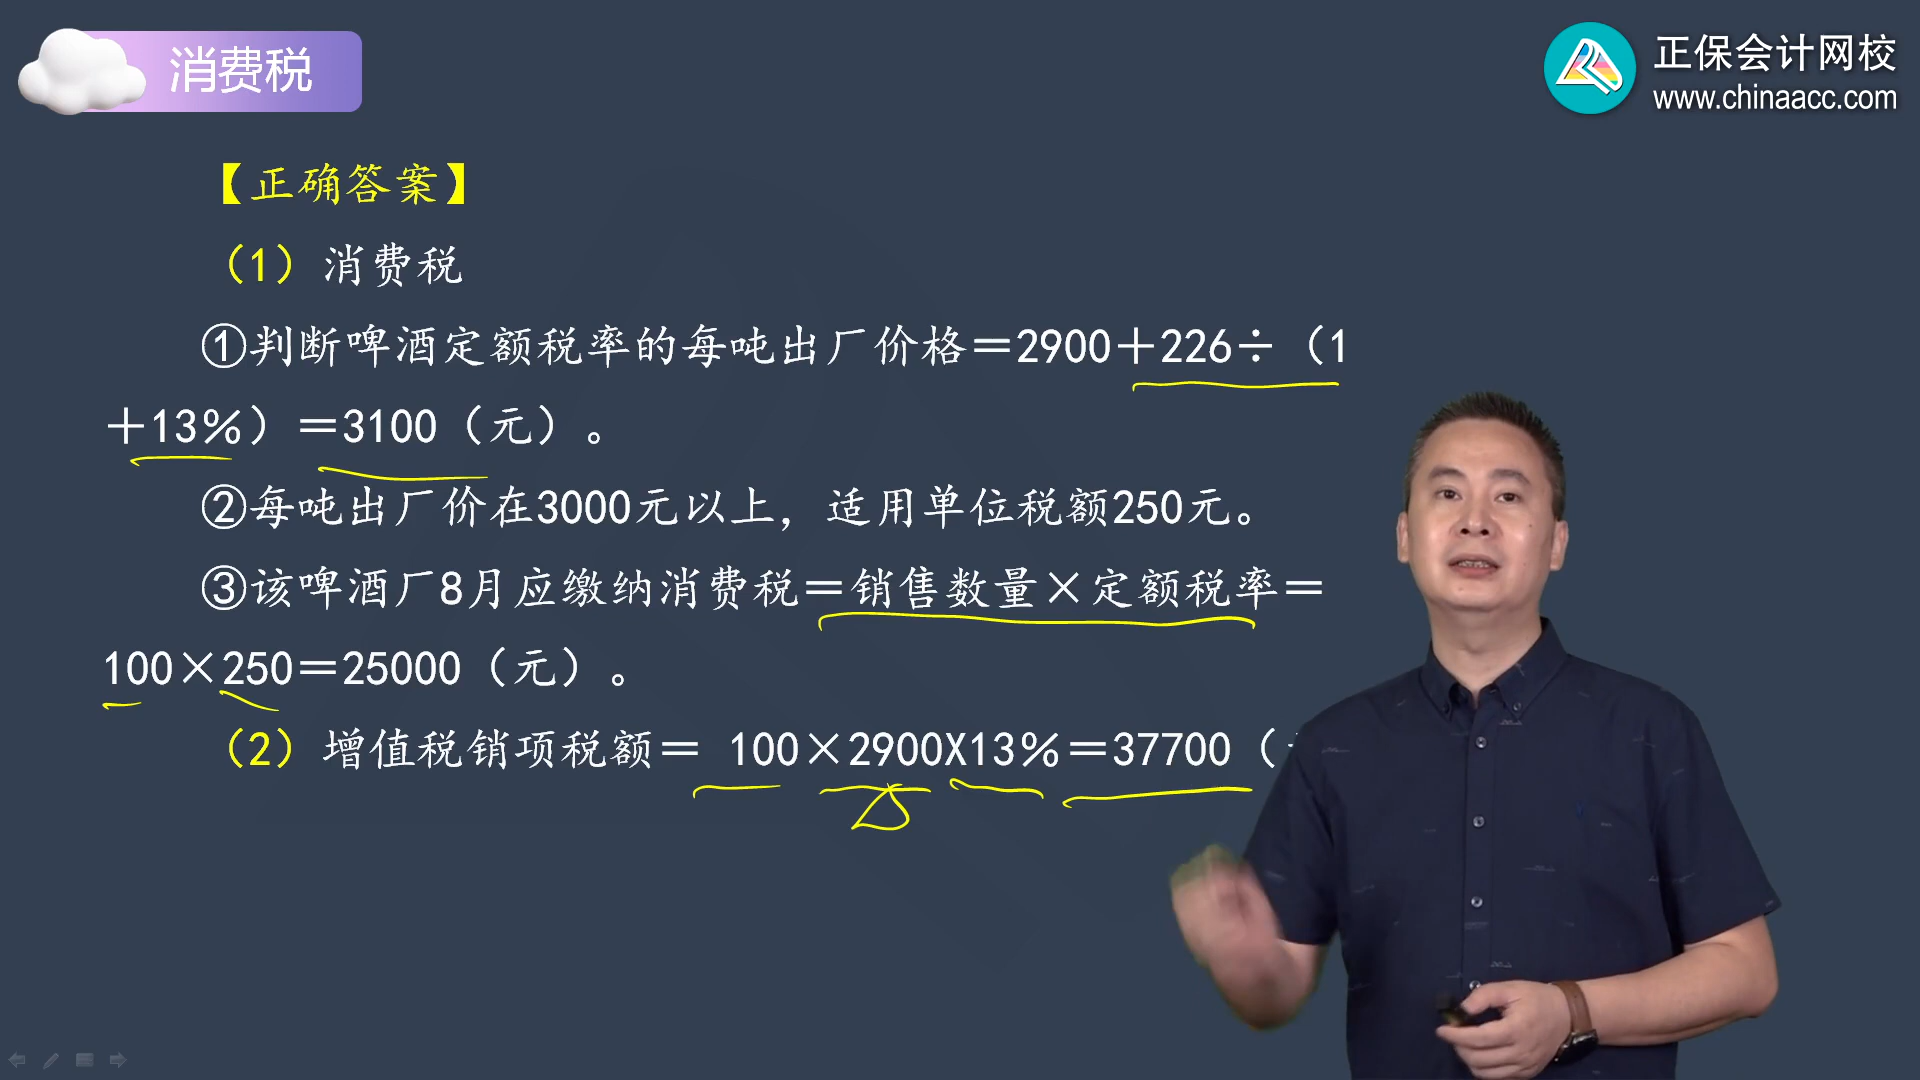 消费税
正保会计网校
www.chinaacc.com
【正确答案】
（1）消费税
①判断啤酒定额税率的每吨出厂价格＝2900＋226÷（1
＋13%）＝3100（元）。
②每吨出厂价在3000元以上，适用单位税额250元。
③该啤酒厂8月应缴纳消费税＝销售数量×定额税率＝
100×250＝25000（元）。
（2）增值税销项税额＝ 100×2900X13%＝37700（